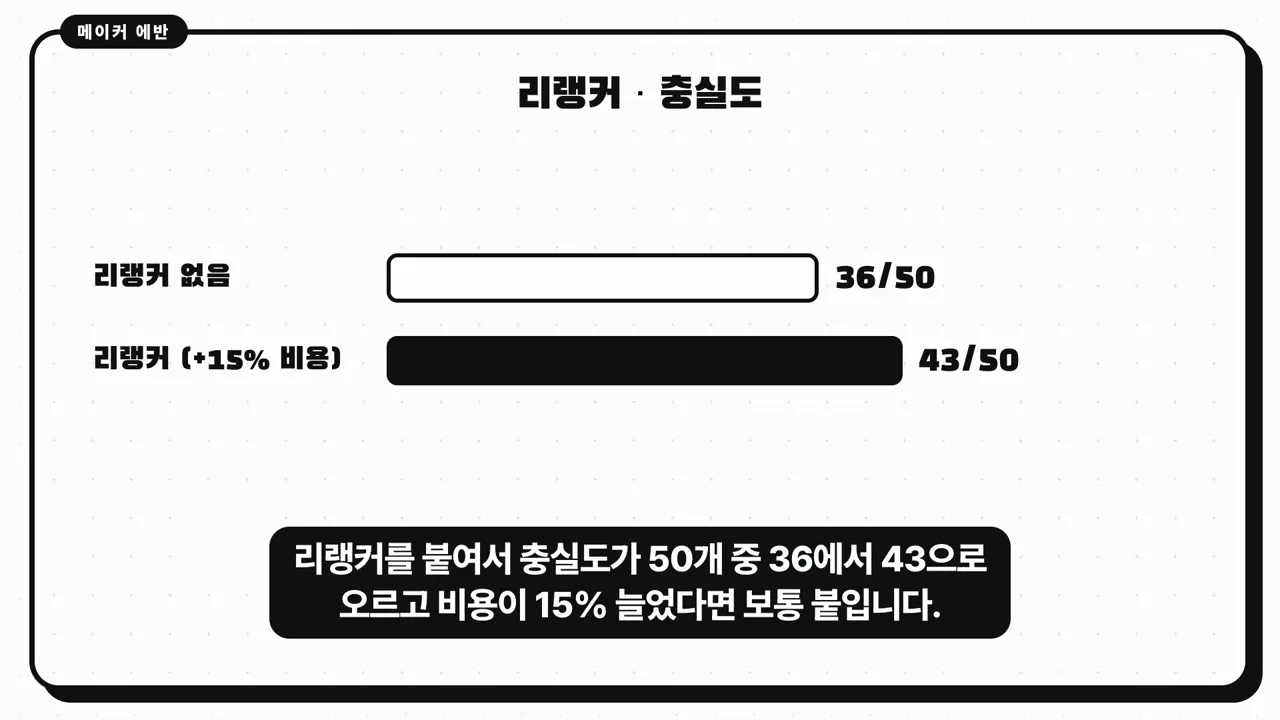 메이커 에반
리랭커 · 충실도
리랭커 없음
36/50
리랭커 (+15% 비용)
43/50
리랭커를 붙여서 충실도가 50개 중 36에서 43으로
오르고 비용이 15% 늘었다면 보통 붙입니다.